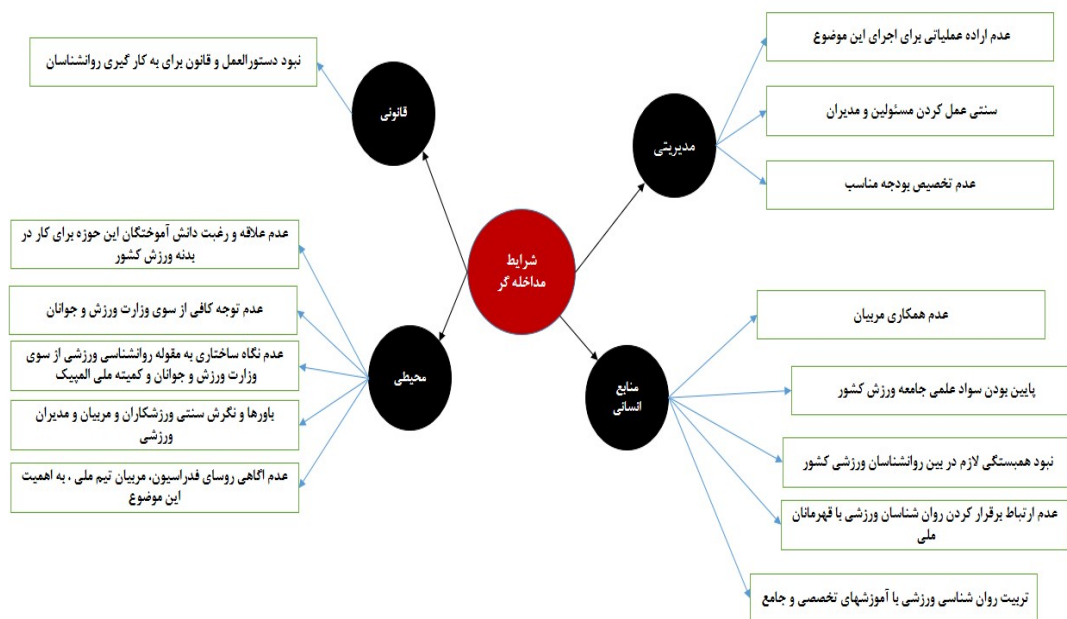 شرایط
مداخله گر
مدیریتی
عدم اراده عملیاتی برای اجرای این موضوع
سنتی عمل کردن مسئولین و مدیران
عدم تخصیص بودجه مناسب
منابع
انسانی
عدم همکاری مربیان
پایین بودن سواد علمی جامعه ورزش کشور
نبود همبستگی لازم در بین روانشناسان ورزشی کشور
عدم ارتباط برقرار کردن روان شناسان ورزشی با قهرمانان
ملی
تربیت روان شناسی ورزشی با آموزشهای تخصصی و جامع
قانونی
نبود دستورالعمل و قانون برای به کار گیری روانشناسان
محیطی
عدم علاقه و رغبت دانش آموختگان این حوزه برای کار در
بدنه ورزش کشور
عدم توجه کافی از سوی وزارت ورزش و جوانان
عدم نگاه ساختاری به مقوله روانشناسی ورزشی از سوی
وزارت ورزش و جوانان و کمیته ملی المپیک
باورها و نگرش سنتی ورزشکاران و مربیان و مدیران
ورزشی
عدم اگاهی روسای فدراسیون، مربیان تیم ملی ، به اهمیت
این موضوع